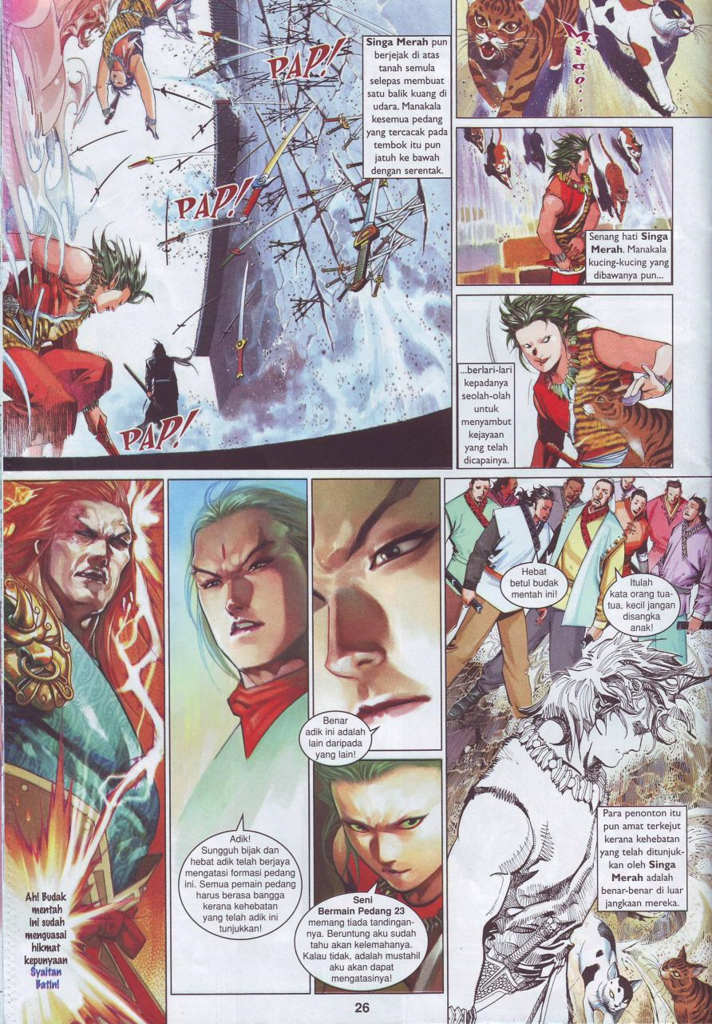 PAP!
Singa Merah pun
berjejak di atas
tanah semula
selepas membuat
satu balik kuang di
udara. Manakala
kesemua pedang
yang tercacak pada
tembok itu pun
jatuh ke bawah
dengan serentak.
PAP!
PAP!
Miao...
Senang hati Singa
Merah. Manakala
kucing-kucing yang
dibawanya pun...
...berlari-lari
kepadanya
seolah-olah
untuk
menyambut
kejayaan
yang telah
dicapainya.
Ah! Budak
mentah
ini sudah
menguasai
hikmat
kepunyaan
Syaitan
Batin!
Adik!
Sungguh bijak dan
hebat adik telah berjaya
mengatasi formasi pedang
ini. Semua pemain pedang
harus berasa bangga
kerana kehebatan
yang telah adik ini
tunjukkan!
Benar
adik ini adalah
lain daripada
yang lain!
Seni
Bermain Pedang 23
memang tiada tandingan-
nya. Beruntung aku sudah
tahu akan kelemahanya.
Kalau tidak, adalah mustahil
aku akan dapat
mengatasinya!
Hebat
betul budak
mentah ini!
Itulah
kata orang tua-
tua, kecil jangan
disangka
anak!
Para penonton itu
pun amat terkejut
kerana kehebatan
yang telah ditunjuk-
kan oleh Singa
Merah adalah
benar-benar di luar
jangkaan mereka.
26